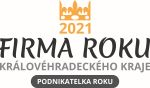 2021
FIRMA ROKU
KRÁLOVÉHRADECKÉHO KRAJE
PODNIKATELKA ROKU